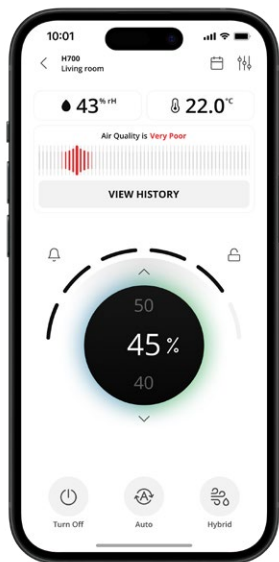 10:01
H700
Living room
43% rH
22.0°C
Air Quality is Very Poor
VIEW HISTORY
50
45%
40
A
Turn Off
Auto
Hybrid